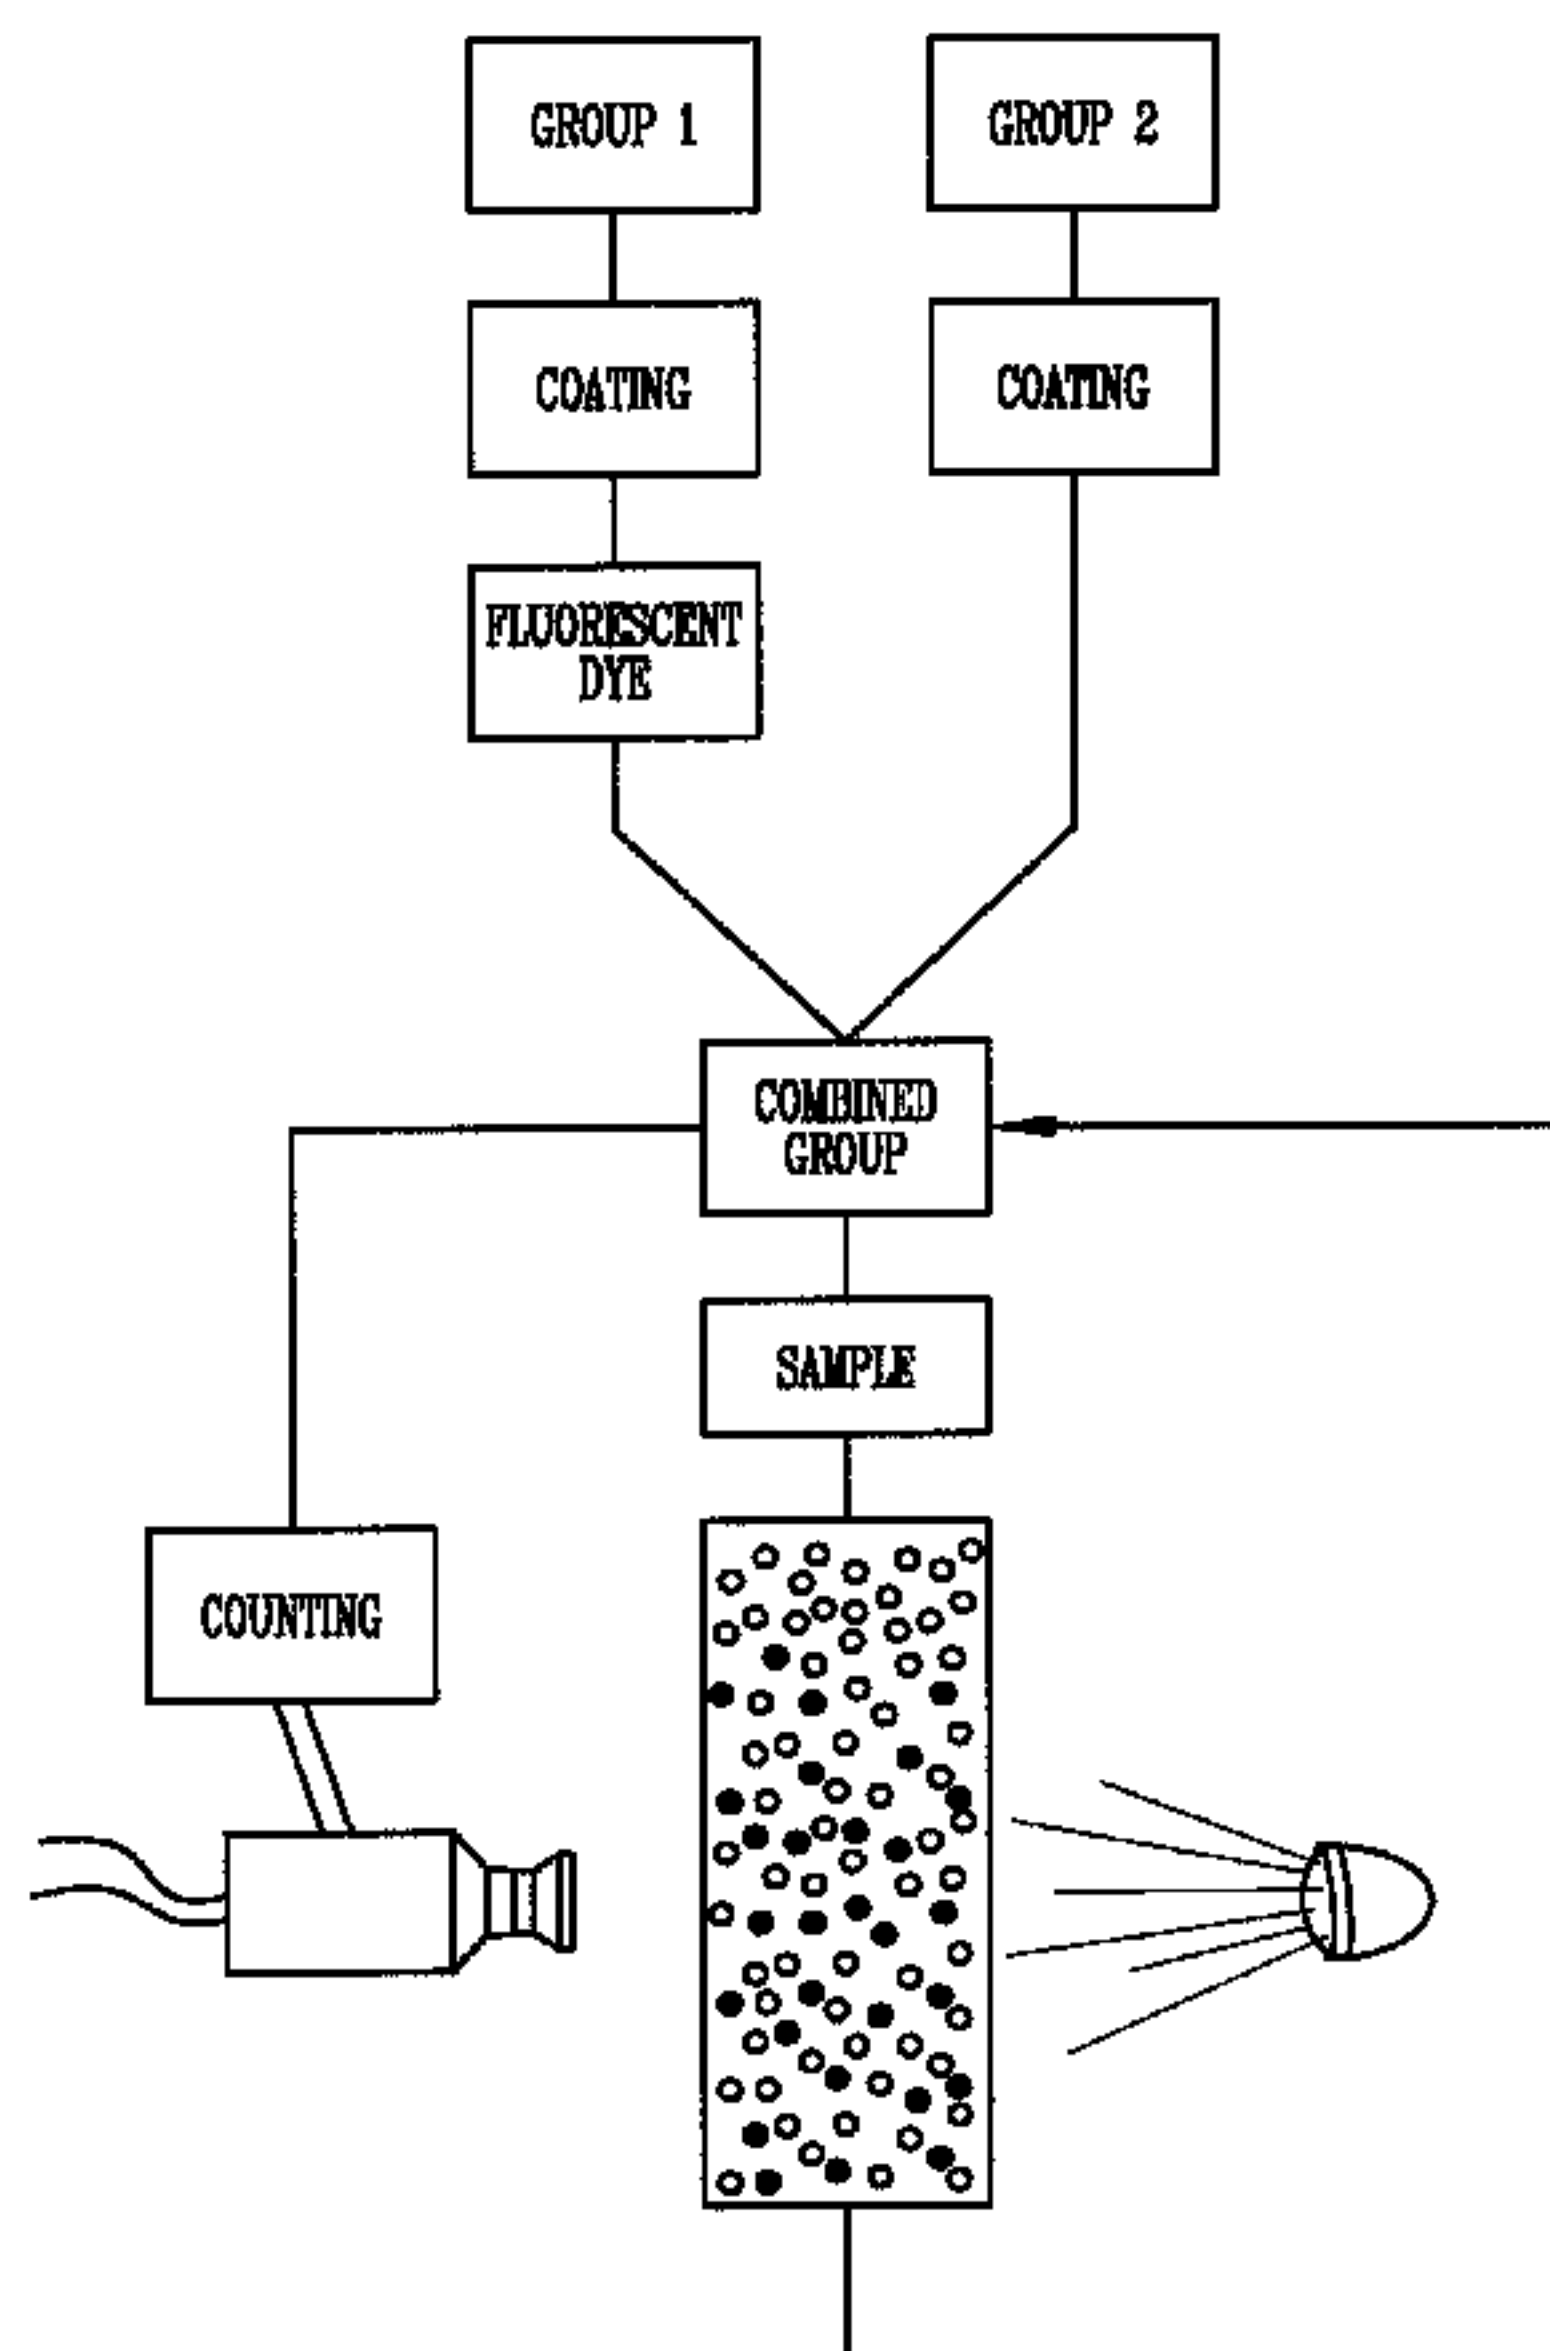 GROUP 1
GROUP 2
COATING
COATING
FLUORESCENT
DYE
COMBINED
GROUP
SAMPLE
COUNTING